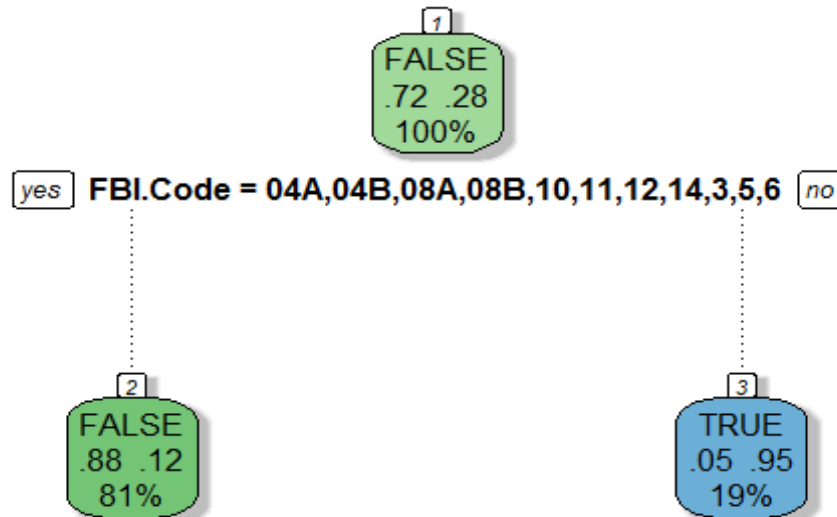 1
FALSE
.72 .28
100%
yes FBI.Code = 04A,04B,08A,08B,10,11,12,14,3,5,6 no
2
FALSE
.88 .12
81%
3
TRUE
.05 .95
19%